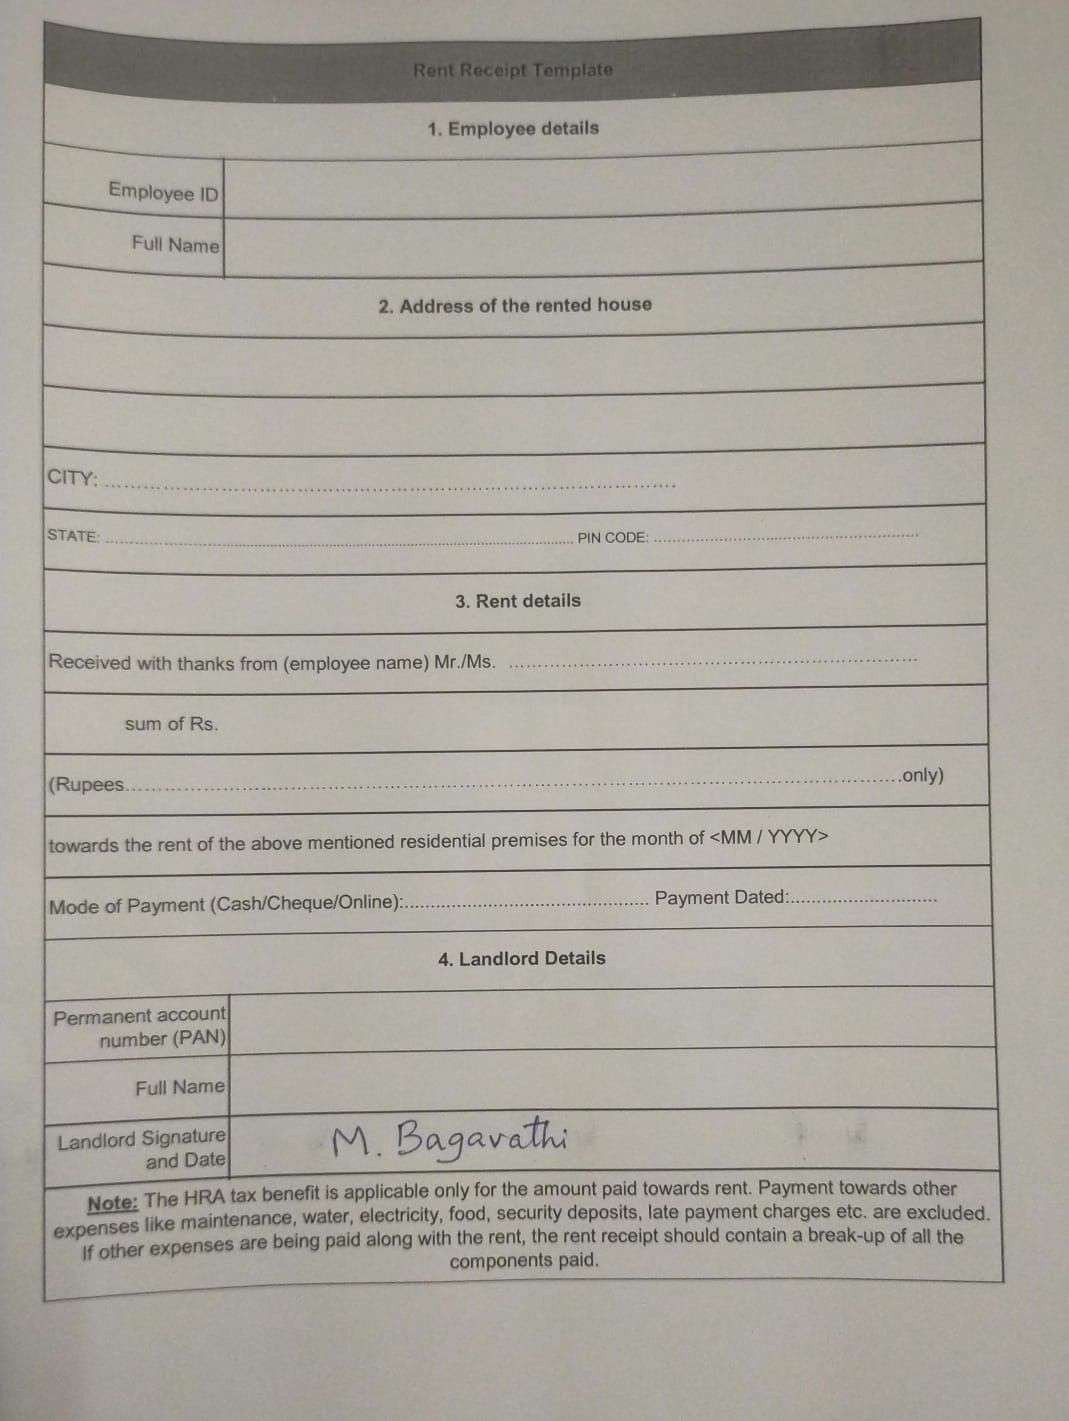 Rent Receipt Template
1. Employee details
Employee ID
Full Name
2. Address of the rented house
CITY: ........................................................................
STATE: ........................................................................ PIN CODE: ........................................
3. Rent details
Received with thanks from (employee name) Mr./Ms. ........................................................
sum of Rs.
(Rupees........................................................................................................only)
towards the rent of the above mentioned residential premises for the month of <MM / YYYY>
Mode of Payment (Cash/Cheque/Online):............................................ Payment Dated:............................
4. Landlord Details
Permanent account
number (PAN)
Full Name
Landlord Signature
and Date
M. Bagavathi
Note: The HRA tax benefit is applicable only for the amount paid towards rent. Payment towards other
expenses like maintenance, water, electricity, food, security deposits, late payment charges etc. are excluded.
If other expenses are being paid along with the rent, the rent receipt should contain a break-up of all the
components paid.